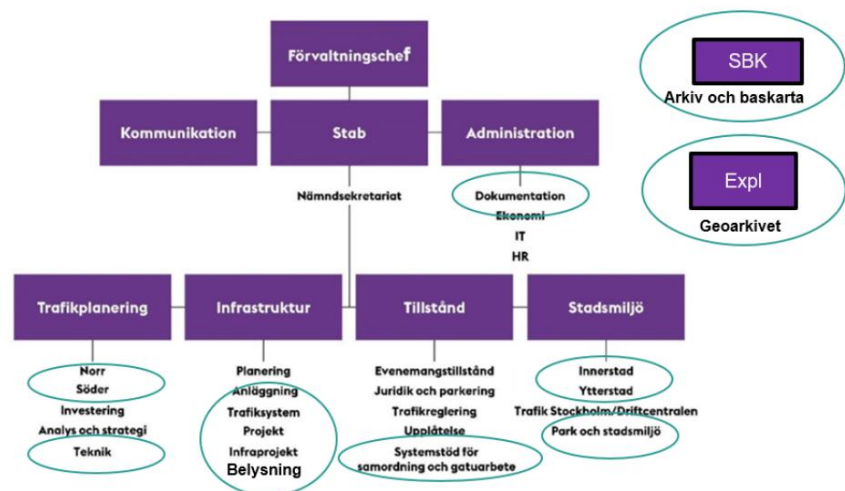 Förvaltningschef
SBK
Arkiv och baskarta
Kommunikation
Stab
Administration
Expl
Geoarkivet
Nämndsekretariat
Dokumentation
Ekonomi
IT
HR
Trafikplanering
Infrastruktur
Tillstånd
Stadsmiljö
Norr
Söder
Investering
Analys och strategi
Teknik
Planering
Anläggning
Trafiksystem
Projekt
Infraprojekt
Belysning
Evenemangstillstånd
Juridik och parkering
Trafikreglering
Upplåtelse
Systemstöd för
samordning och gatuarbete
Innerstad
Ytterstad
Trafik Stockholm/Driftcentralen
Park och stadsmiljö